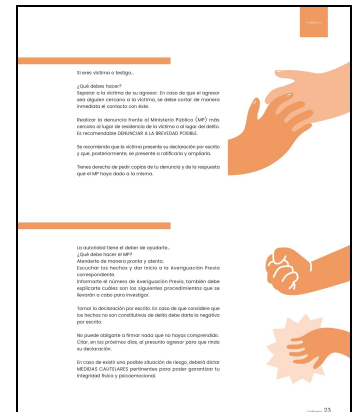 Si eres víctima o testigo...
¿Qué debes hacer?
Separar a la víctima de su agresor: En caso de que el agresor
sea alguien cercano a la víctima, se debe cortar de manera
inmediata el contacto con éste.
Realizar la denuncia frente al Ministerio Público (MP) más
cercano al lugar de residencia de la víctima o al lugar del delito.
Es recomendable DENUNCIAR A LA BREVEDAD POSIBLE.
Se recomienda que la víctima presente su declaración por escrito
y que, posteriormente, se presente a ratificarla y ampliarla.
Tienes derecho de pedir copias de tu denuncia y de la respuesta
que el MP haya dado a la misma.
La autoridad tiene el deber de ayudarte...
¿Qué debe hacer el MP?
Atenderte de manera pronta y atenta.
Escuchar los hechos y dar inicio a la Averiguación Previa
correspondiente.
Informarte el número de Averiguación Previa, también debe
explicarte cuáles son los siguientes procedimientos que se
llevarán a cabo para investigar.
Tomar la declaración por escrito. En caso de que considere que
los hechos no son constitutivos de delito debe darte la negativa
por escrito.
No puede obligarte a firmar nada que no hayas comprendido.
Citar, en los próximos días, al presunto agresor para que rinda
su declaración.
En caso de existir una posible situación de riesgo, deberá dictar
MEDIDAS CAUTELARES pertinentes para poder garantizar tu
integridad física y psicoemocional.
23